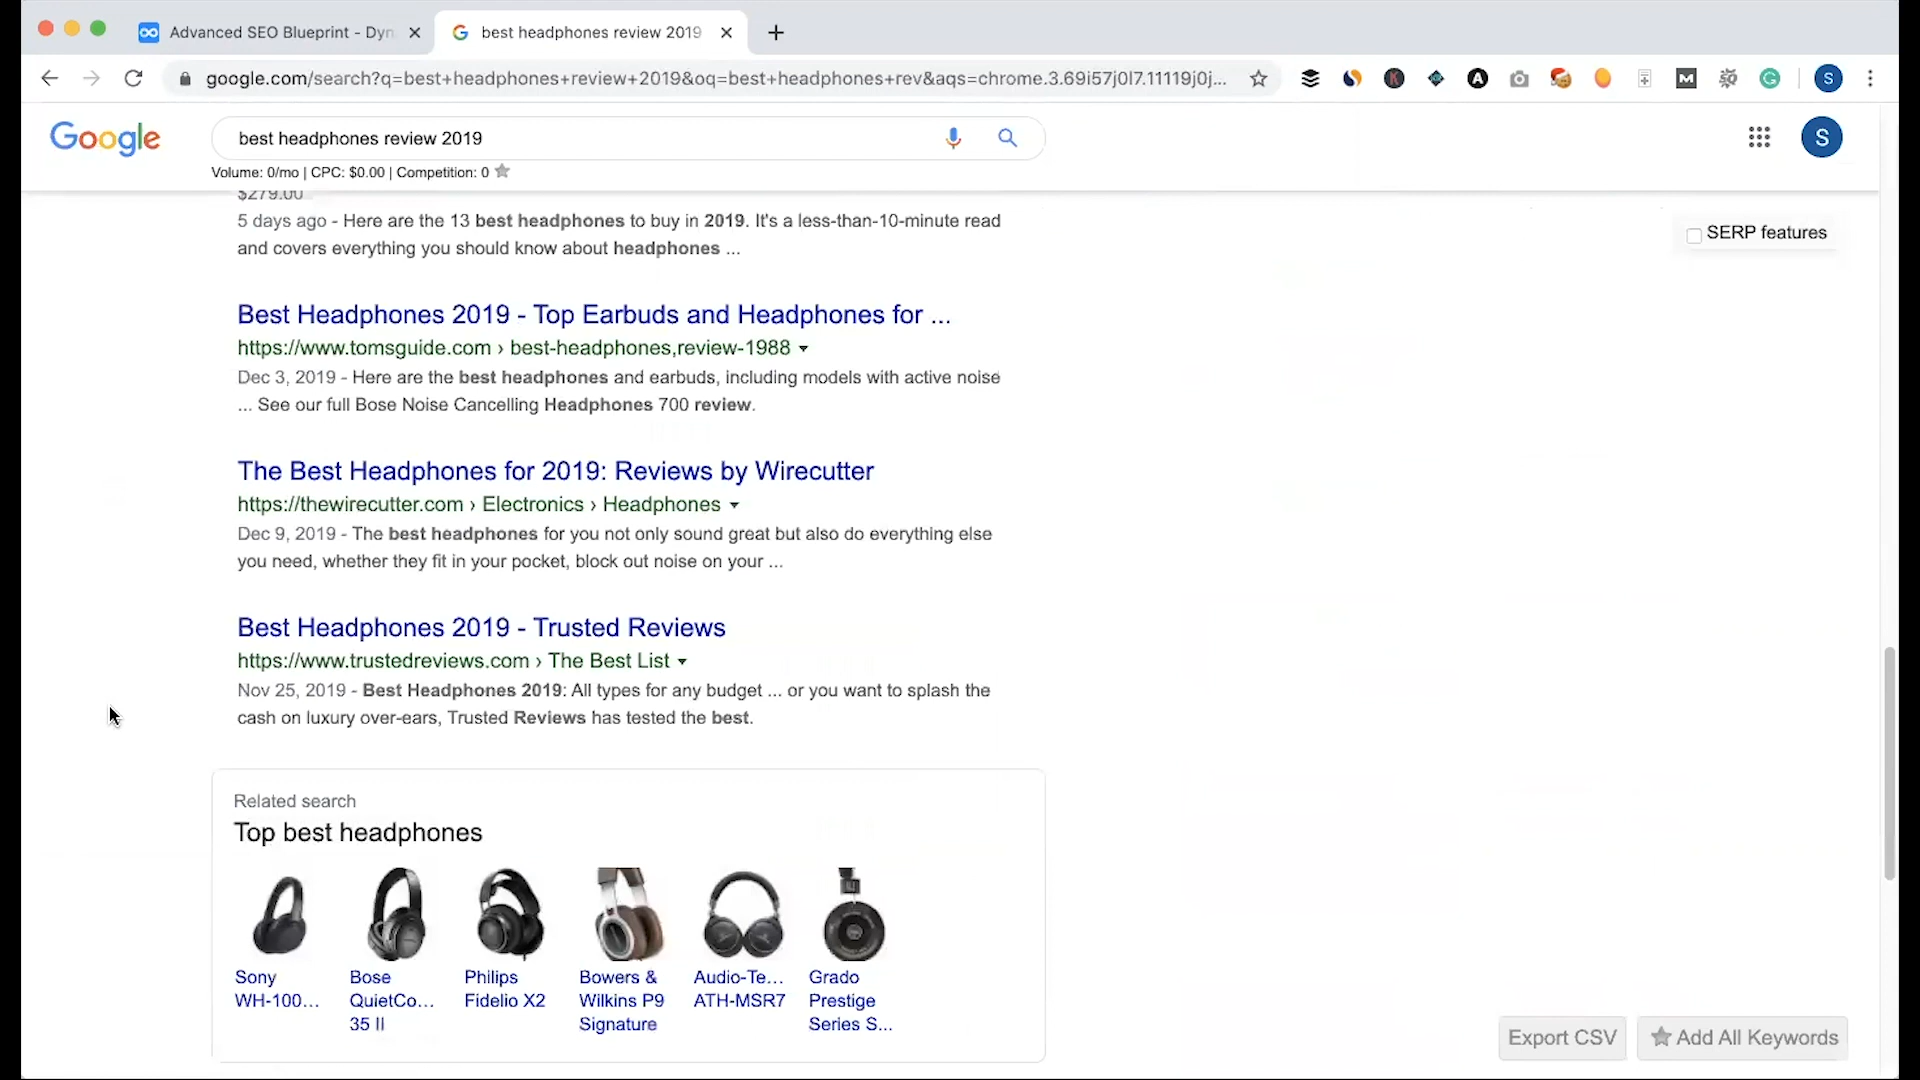 Advanced SEO Blueprint - Dyn
best headphones review 2019
google.com/search?q=best+headphones+review+2019&oq=best+headphones+rev&aqs=chrome.3.69i57j0l7.11119j0j...
S
Google
best headphones review 2019
S
Volume: 0/mo | CPC: $0.00 | Competition: 0
$279.00
5 days ago - Here are the 13 best headphones to buy in 2019. It's a less-than-10-minute read
and covers everything you should know about headphones ...
SERP features
Best Headphones 2019 - Top Earbuds and Headphones for ...
https://www.tomsguide.com › best-headphones,review-1988
Dec 3, 2019 - Here are the best headphones and earbuds, including models with active noise
... See our full Bose Noise Cancelling Headphones 700 review.
The Best Headphones for 2019: Reviews by Wirecutter
https://thewirecutter.com › Electronics › Headphones
Dec 9, 2019 - The best headphones for you not only sound great but also do everything else
you need, whether they fit in your pocket, block out noise on your ...
Best Headphones 2019 - Trusted Reviews
https://www.trustedreviews.com › The Best List
Nov 25, 2019 - Best Headphones 2019: All types for any budget ... or you want to splash the
cash on luxury over-ears, Trusted Reviews has tested the best.
Related search
Top best headphones
Sony
WH-100...
Bose
QuietCo...
35 II
Philips
Fidelio X2
Bowers &
Wilkins P9
Signature
Audio-Te...
ATH-MSR7
Grado
Prestige
Series S...
Export CSV
Add All Keywords